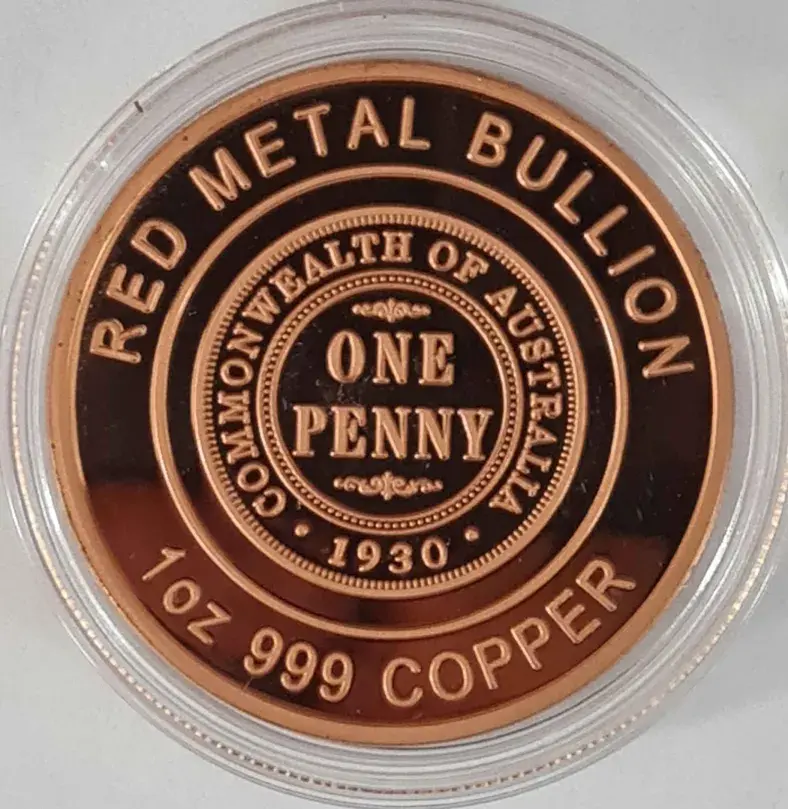 RED METAL BULLION
COMMONWEALTH OF AUSTRALIA
ONE
PENNY
· 1930 ·
1oz 999 COPPER